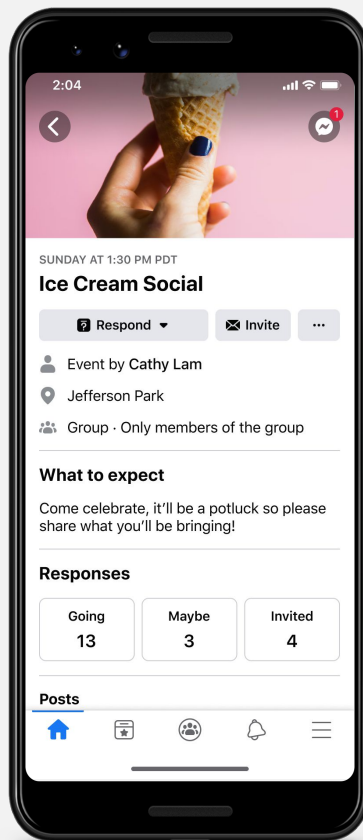 2:04
1
SUNDAY AT 1:30 PM PDT
Ice Cream Social
Respond
Invite
Event by Cathy Lam
Jefferson Park
Group · Only members of the group
What to expect
Come celebrate, it'll be a potluck so please
share what you'll be bringing!
Responses
Going
13
Maybe
3
Invited
4
Posts